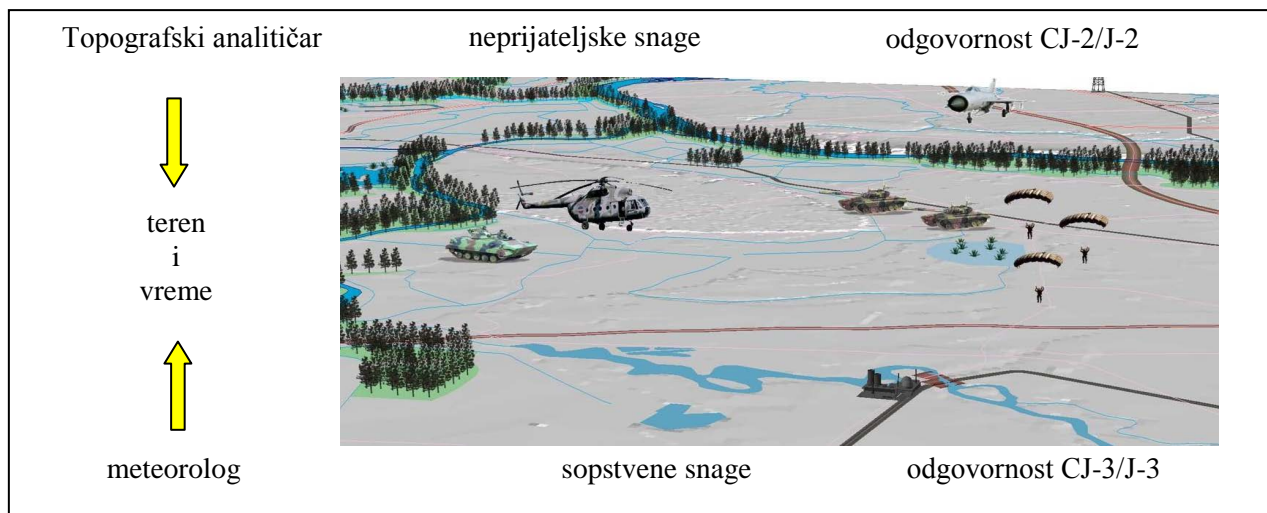 Topografski analitičar
neprijateljske snage
odgovornost CJ-2/J-2
teren
i
vreme
meteorolog
sopstvene snage
odgovornost CJ-3/J-3